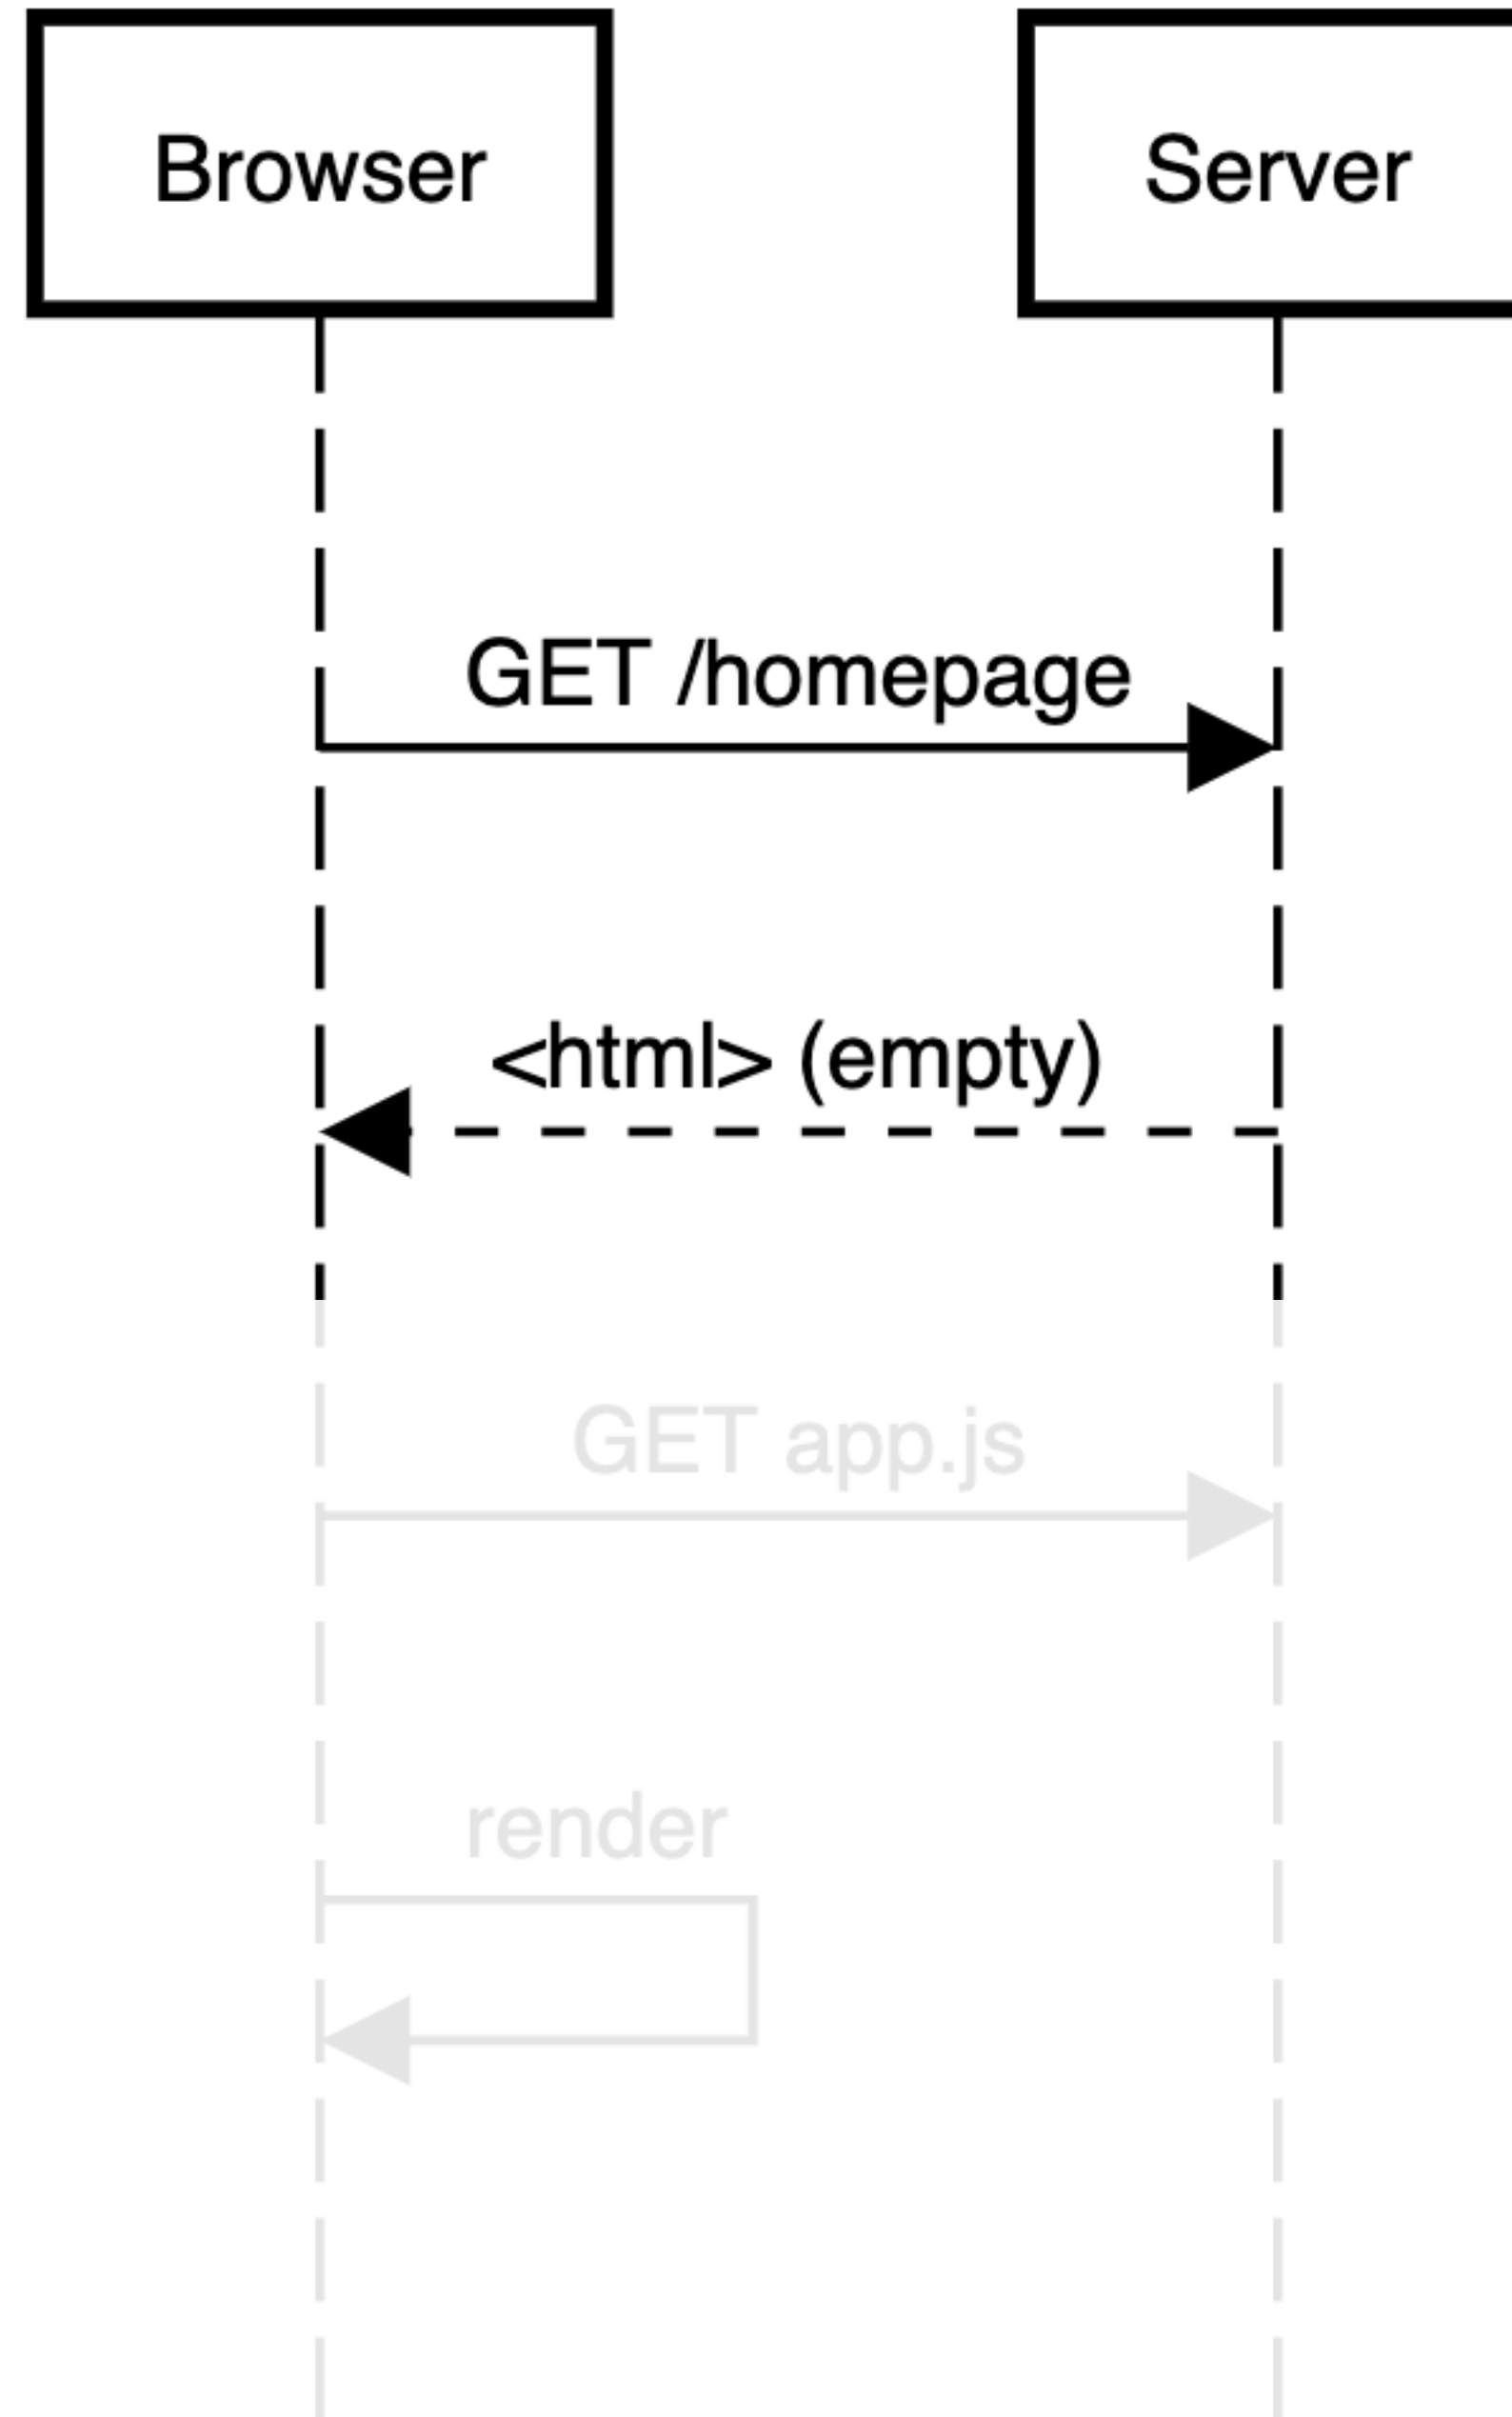 Browser
Server
GET /homepage
<html> (empty)
GET app.js
render